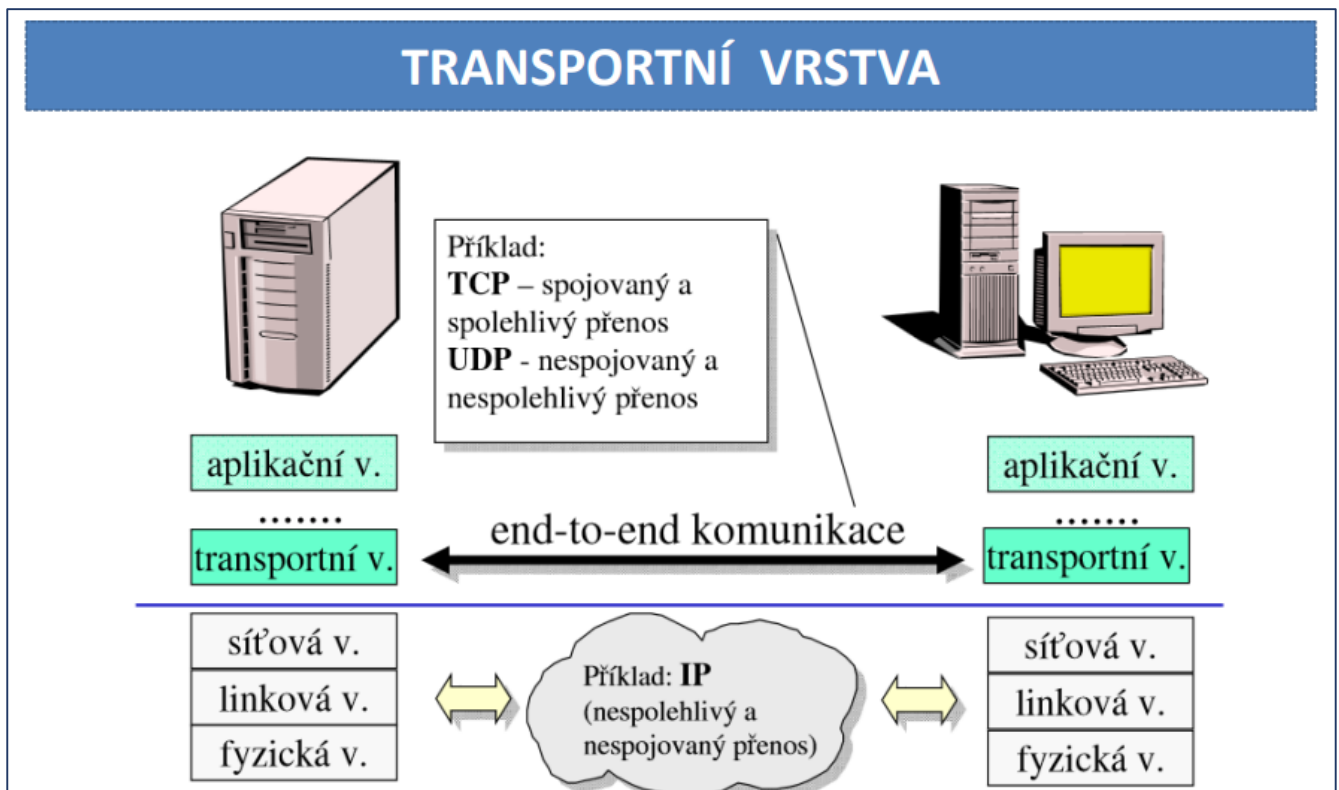 TRANSPORTNÍ VRSTVA
Příklad:
TCP – spojovaný a
spolehlivý přenos
UDP - nespojovaný a
nespolehlivý přenos
aplikační v.
aplikační v.
.......
.......
end-to-end komunikace
transportní v.
transportní v.
síťová v.
linková v.
fyzická v.
Příklad: IP
(nespolehlivý a
nespojovaný přenos)
síťová v.
linková v.
fyzická v.